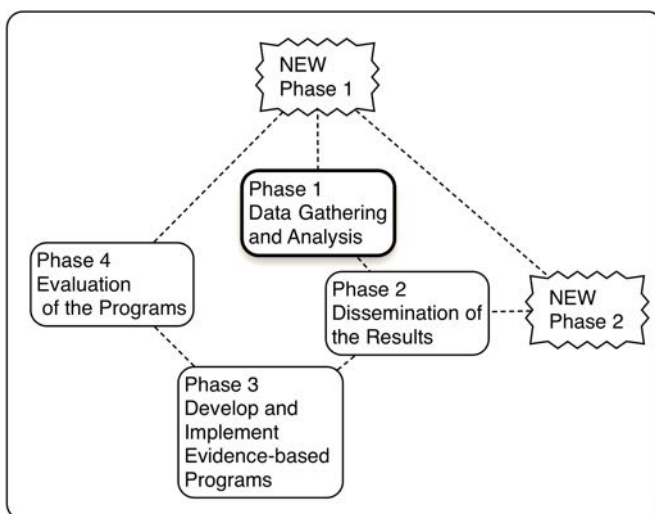 NEW
Phase 1
Phase 1
Data Gathering
and Analysis
Phase 4
Evaluation
of the Programs
Phase 2
Dissemination of
the Results
NEW
Phase 2
Phase 3
Develop and
Implement
Evidence-based
Programs